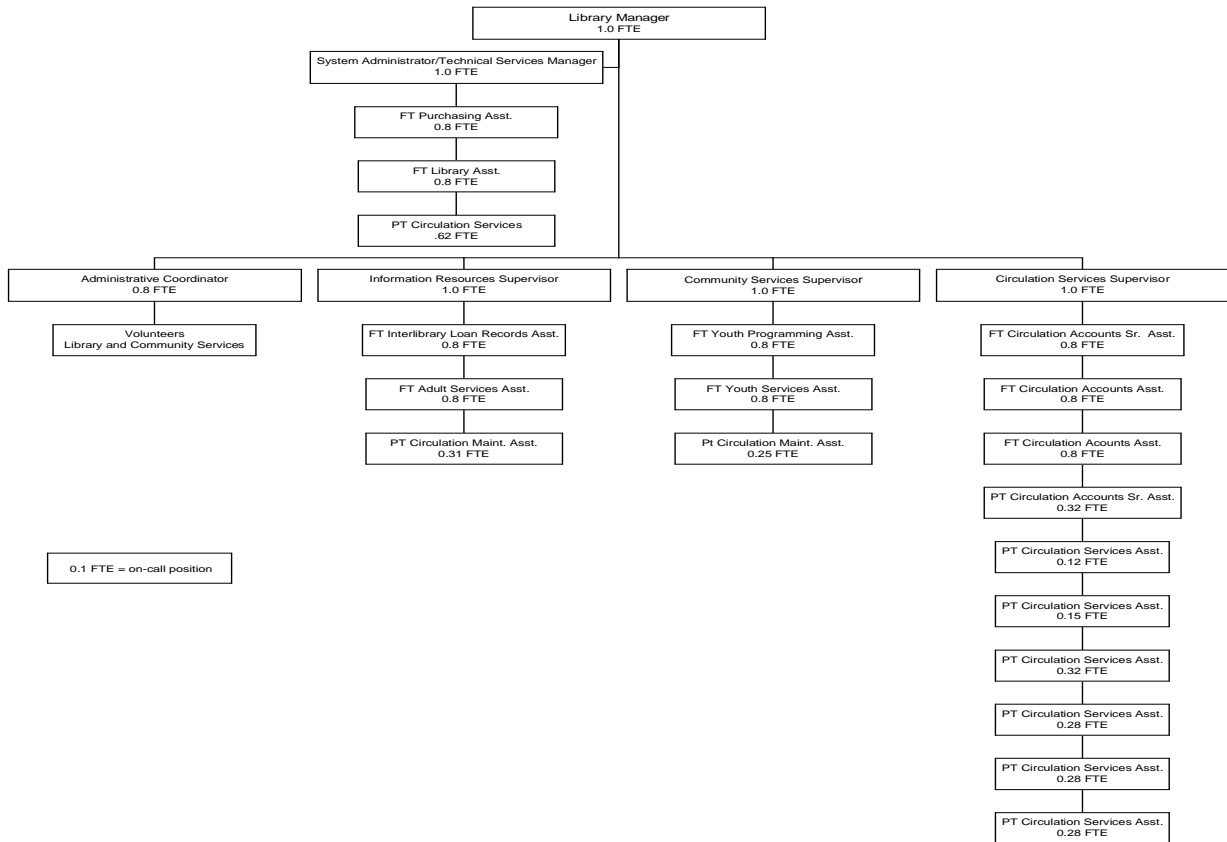 Library Manager
1.0 FTE
System Administrator/Technical Services Manager
1.0 FTE
FT Purchasing Asst.
0.8 FTE
FT Library Asst.
0.8 FTE
PT Circulation Services
.62 FTE
Administrative Coordinator
0.8 FTE
Volunteers
Library and Community Services
Information Resources Supervisor
1.0 FTE
FT Interlibrary Loan Records Asst.
0.8 FTE
FT Adult Services Asst.
0.8 FTE
PT Circulation Maint. Asst.
0.31 FTE
Community Services Supervisor
1.0 FTE
FT Youth Programming Asst.
0.8 FTE
FT Youth Services Asst.
0.8 FTE
Pt Circulation Maint. Asst.
0.25 FTE
Circulation Services Supervisor
1.0 FTE
FT Circulation Accounts Sr. Asst.
0.8 FTE
FT Circulation Accounts Asst.
0.8 FTE
FT Circulation Acounts Asst.
0.8 FTE
PT Circulation Accounts Sr. Asst.
0.32 FTE
PT Circulation Services Asst.
0.12 FTE
PT Circulation Services Asst.
0.15 FTE
PT Circulation Services Asst.
0.32 FTE
PT Circulation Services Asst.
0.28 FTE
PT Circulation Services Asst.
0.28 FTE
PT Circulation Services Asst.
0.28 FTE
0.1 FTE = on-call position